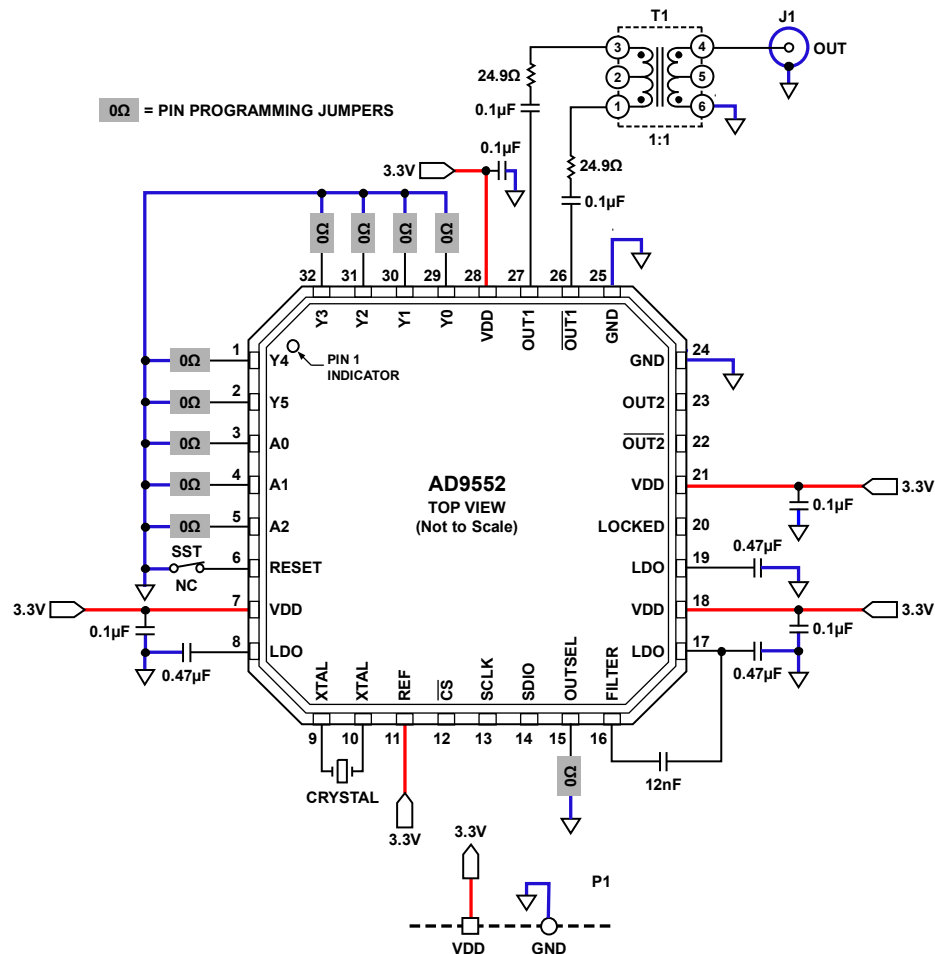 T1
J1
3
4
OUT
24.9Ω
2
5
0.1µF
1
6
0Ω = PIN PROGRAMMING JUMPERS
1:1
0.1µF
3.3V
24.9Ω
0.1µF
0Ω 0Ω 0Ω 0Ω
32 31 30 29 28 27 26 25
Y3 Y2 Y1 Y0 VDD OUT1 OUT1 GND
PIN 1
INDICATOR
0Ω 1 Y4
0Ω 2 Y5
0Ω 3 A0
0Ω 4 A1
0Ω 5 A2
SST
NC
6 RESET
3.3V 7 VDD
0.1µF
8 LDO
0.47µF
AD9552
TOP VIEW
(Not to Scale)
GND 24
OUT2 23
OUT2 22
VDD 21 3.3V
0.1µF
LOCKED 20
LDO 19 0.47µF
VDD 18 3.3V
0.1µF
LDO 17
0.47µF
XTAL XTAL REF CS SCLK SDIO OUTSEL FILTER
9 10 11 12 13 14 15 16
CRYSTAL
0Ω
12nF
3.3V
3.3V
P1
VDD GND